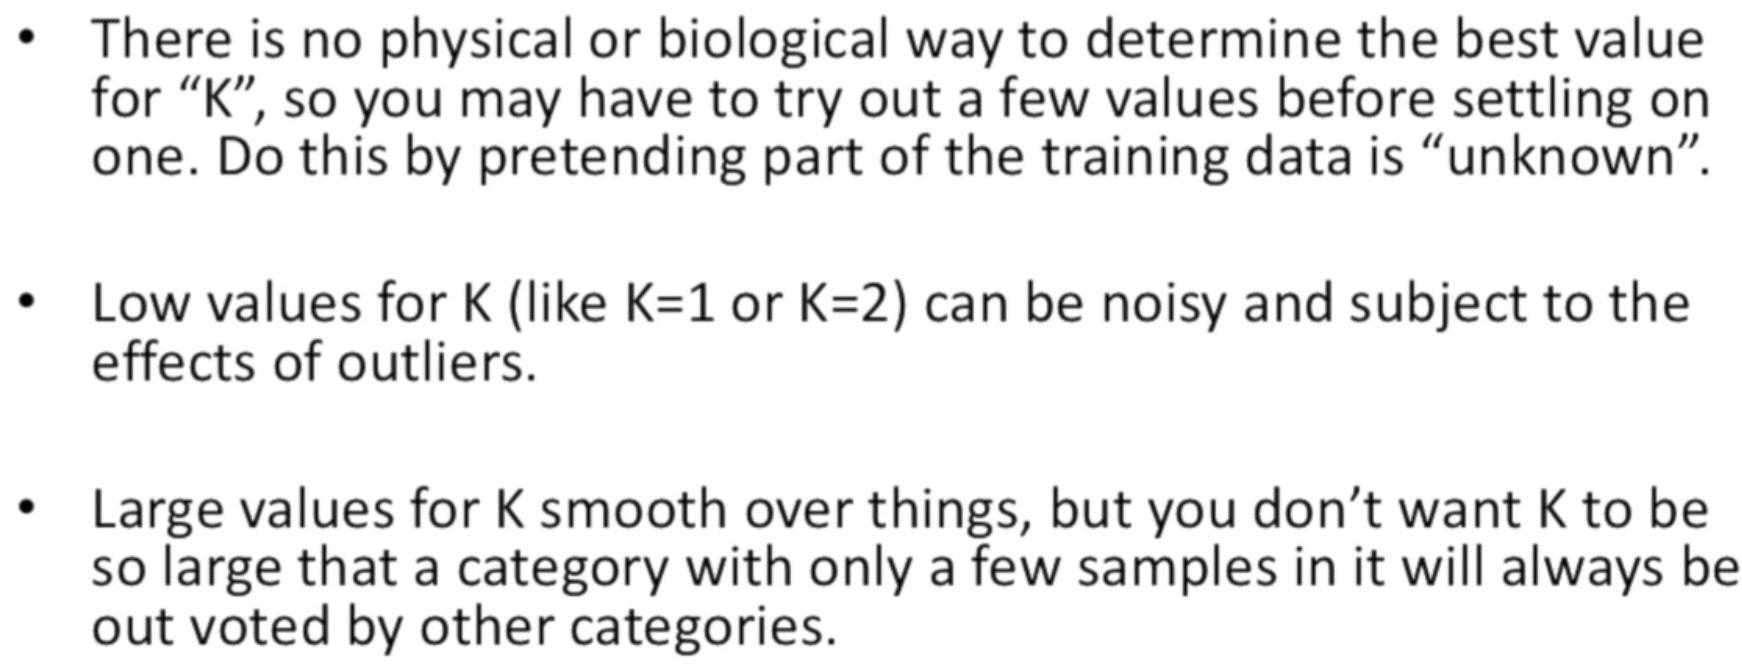 • There is no physical or biological way to determine the best value
for “K”, so you may have to try out a few values before settling on
one. Do this by pretending part of the training data is “unknown”.
• Low values for K (like K=1 or K=2) can be noisy and subject to the
effects of outliers.
• Large values for K smooth over things, but you don’t want K to be
so large that a category with only a few samples in it will always be
out voted by other categories.